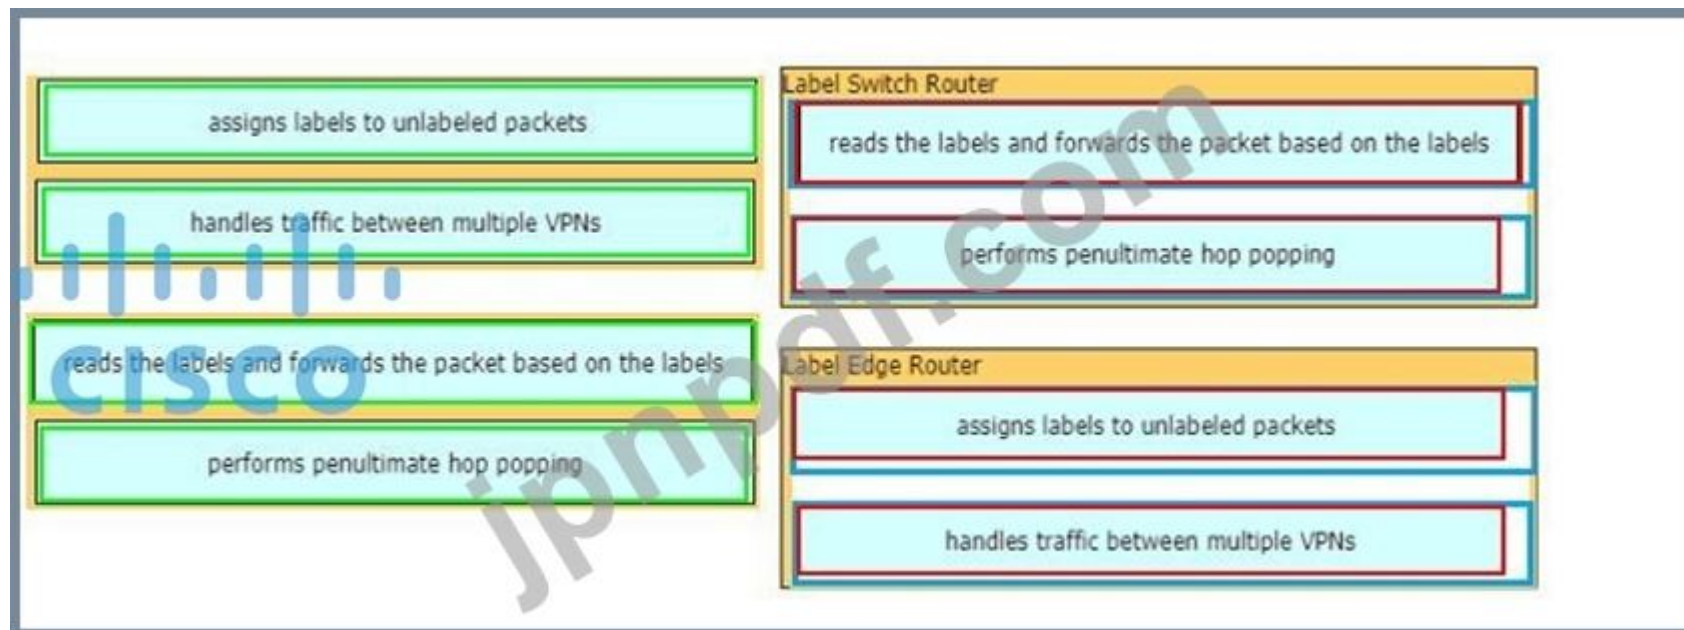 assigns labels to unlabeled packets
handles traffic between multiple VPNs
reads the labels and forwards the packet based on the labels
performs penultimate hop popping
CISCO
Label Switch Router
reads the labels and forwards the packet based on the labels
performs penultimate hop popping
Label Edge Router
assigns labels to unlabeled packets
handles traffic between multiple VPNs
jpnpdf.com